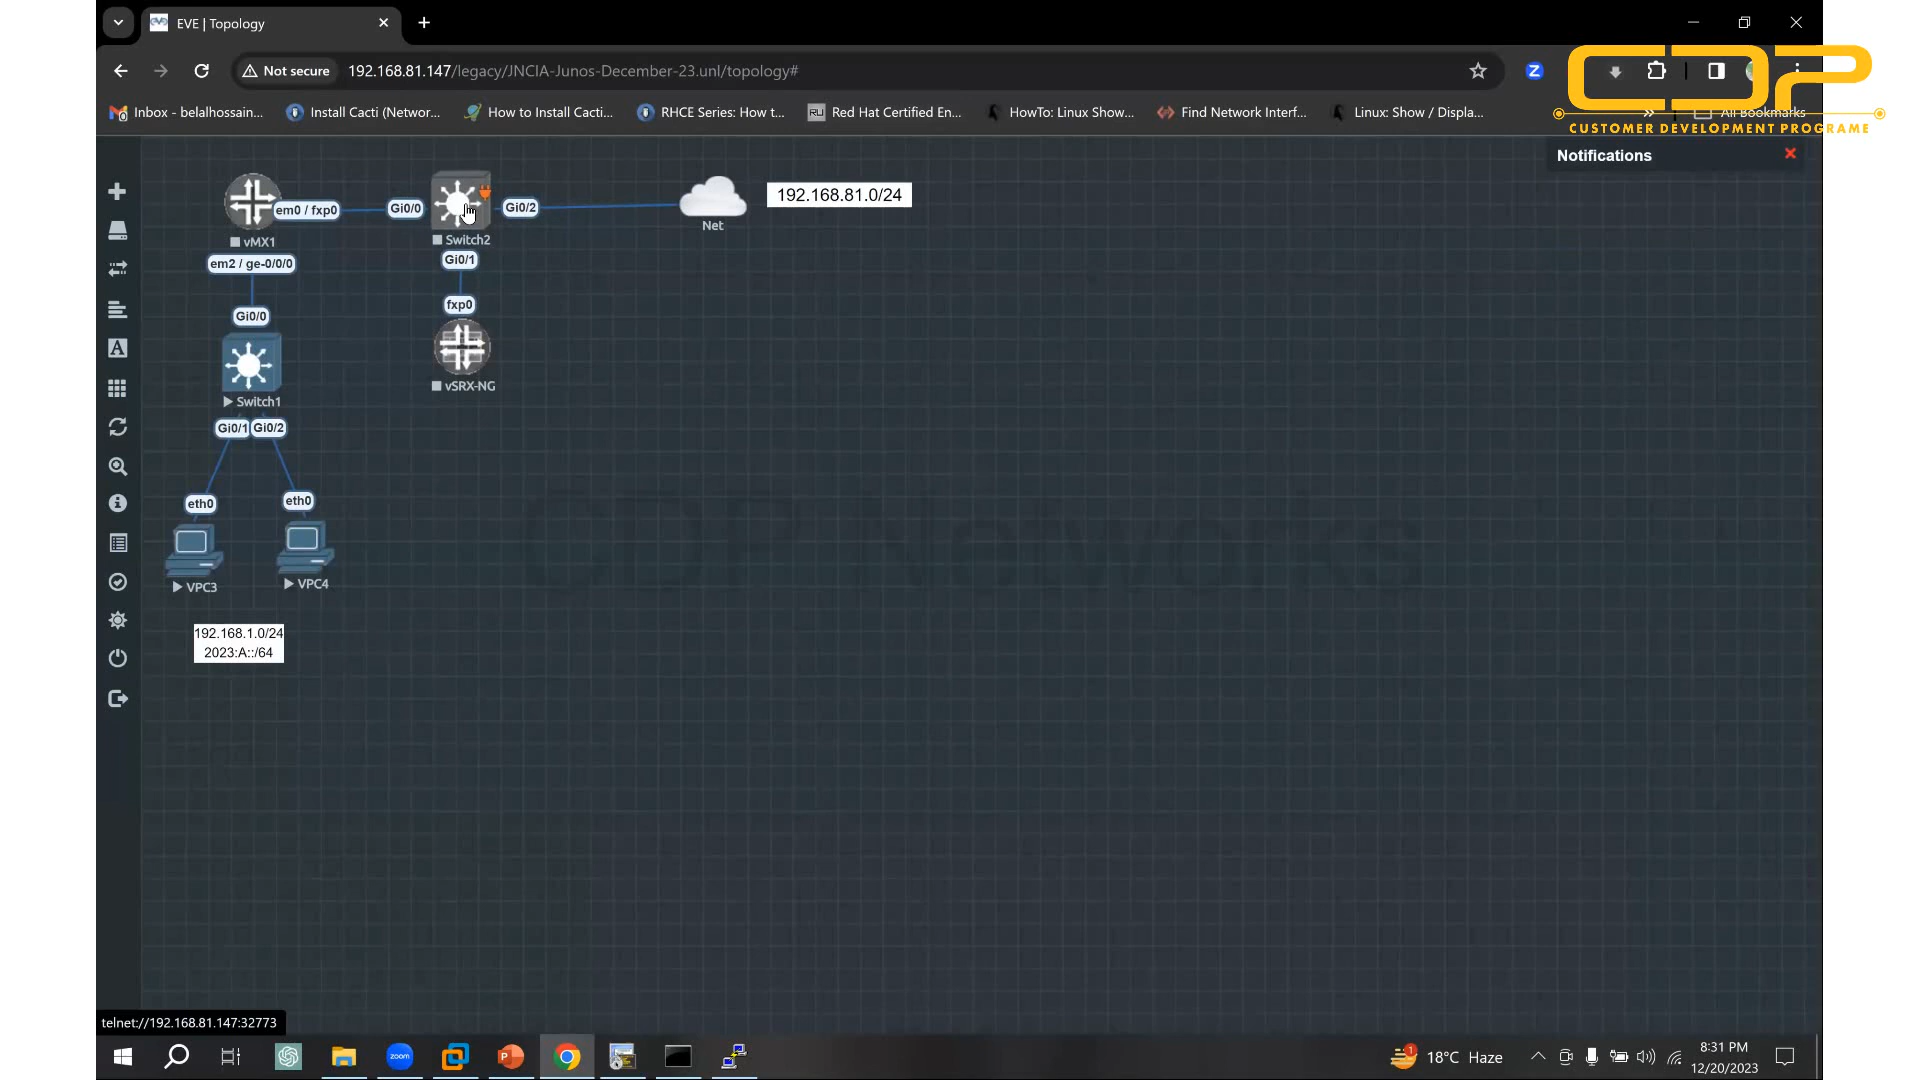 EVE | Topology
Not secure
192.168.81.147/legacy/JNCIA-Junos-December-23.unl/topology#
CDP
CUSTOMER DEVELOPMENT PROGRAME
Inbox - belalhossain...
Install Cacti (Networ...
How to Install Cacti...
RHCE Series: How t...
RU
Red Hat Certified En...
HowTo: Linux Show...
Find Network Interf...
Linux: Show / Displa...
All Bookmarks
Notifications
em0 / fxp0
Gi0/0
Gi0/2
192.168.81.0/24
Net
vMX1
Switch2
em2 / ge-0/0/0
Gi0/1
fxp0
Gi0/0
vSRX-NG
Switch1
Gi0/1
Gi0/2
eth0
eth0
VPC3
VPC4
192.168.1.0/24
2023:A::/64
telnet://192.168.81.147:32773
zoom
18°C Haze
8:31 PM
12/20/2023